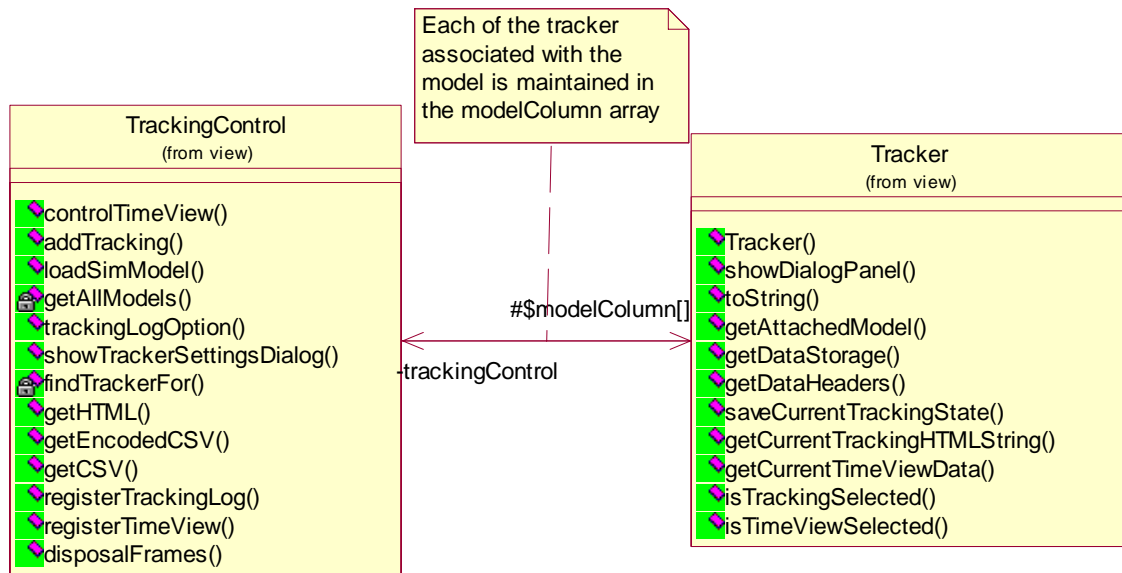 Each of the tracker
associated with the
model is maintained in
the modelColumn array
TrackingControl
(from view)
controlTimeView()
addTracking()
loadSimModel()
getAllModels()
trackingLogOption()
showTrackerSettingsDialog()
findTrackerFor()
getHTML()
getEncodedCSV()
getCSV()
registerTrackingLog()
registerTimeView()
disposalFrames()
#$modelColumn[]
-trackingControl
Tracker
(from view)
Tracker()
showDialogPanel()
toString()
getAttachedModel()
getDataStorage()
getDataHeaders()
saveCurrentTrackingState()
getCurrentTrackingHTMLString()
getCurrentTimeViewData()
isTrackingSelected()
isTimeViewSelected()